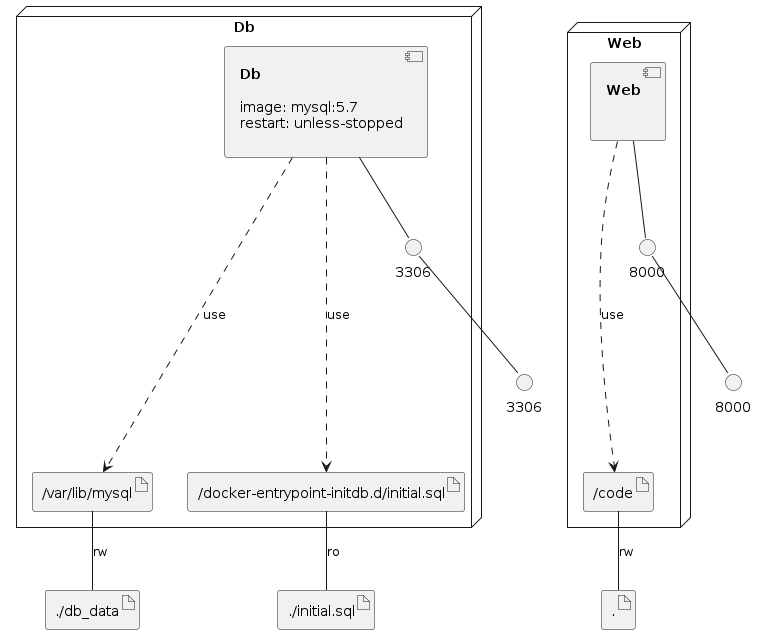 Db
Db
image: mysql:5.7
restart: unless-stopped
3306
use
use
3306
/var/lib/mysql
/docker-entrypoint-initdb.d/initial.sql
rw
ro
./db_data
./initial.sql
Web
Web
8000
use
8000
/code
rw
.